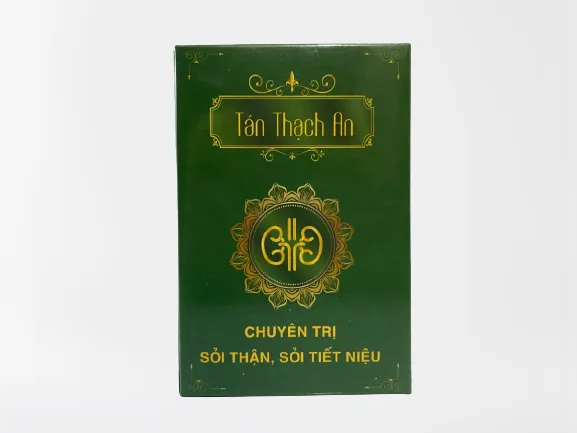 Tán Thạch An
CHUYÊN TRỊ
SỎI THẬN, SỎI TIẾT NIỆU